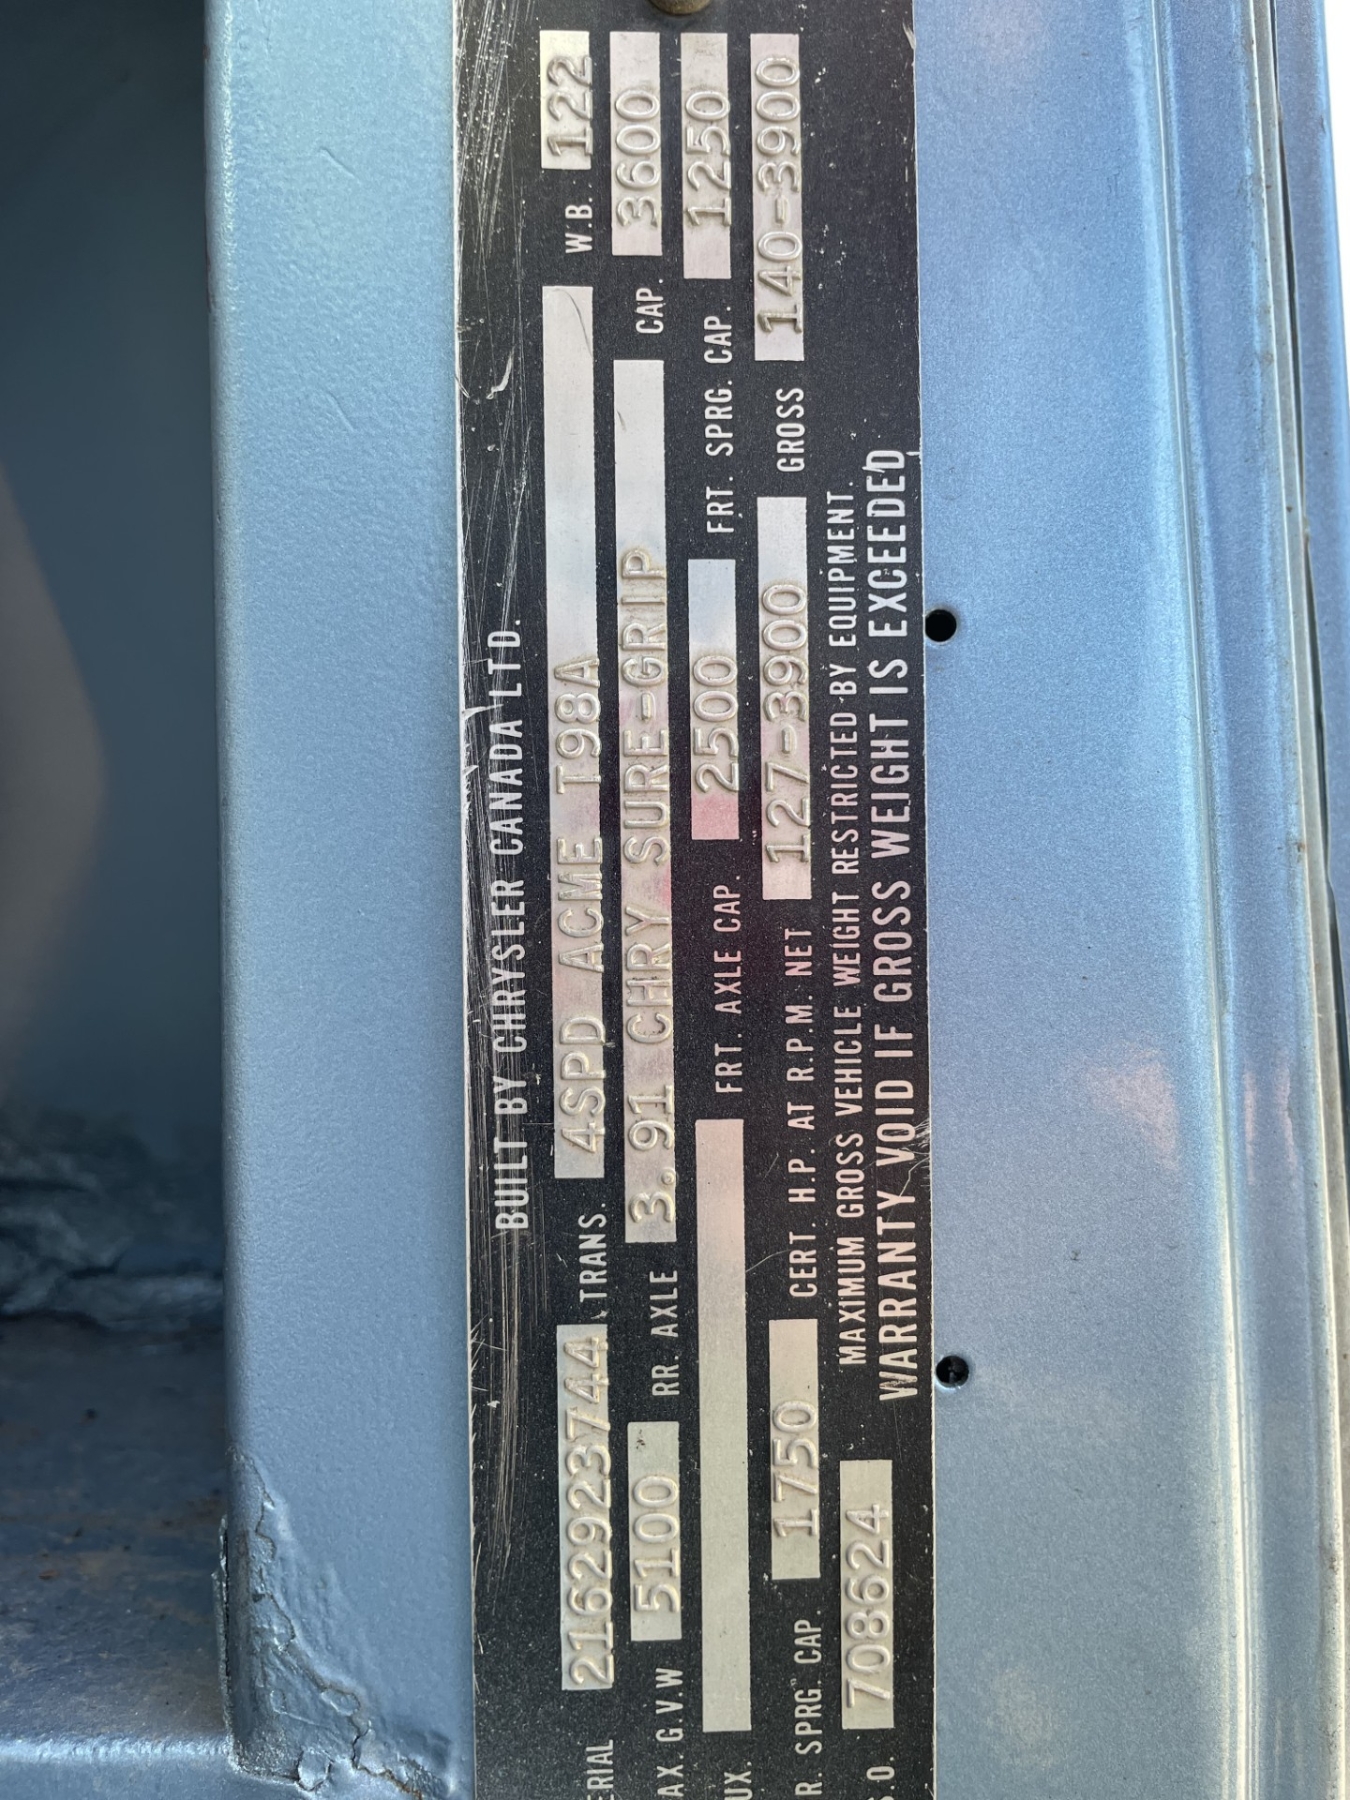 BUILT BY CHRYSLER CANADA LTD.
ERIAL 2162923744 TRANS. 4SPD ACME T98A W.B. 122
AX. G.V.W 5100 RR. AXLE 3.91 CHRY SURE-GRIP CAP. 3600
UX. FRT. AXLE CAP. 2500 FRT. SPRG. CAP. 1250
R. SPRG. CAP. 1750 CERT. H.P. AT R.P.M. NET 127-3900 GROSS 140-3900
MAXIMUM GROSS VEHICLE WEIGHT RESTRICTED BY EQUIPMENT.
S.O. 708624 WARRANTY VOID IF GROSS WEIGHT IS EXCEEDED